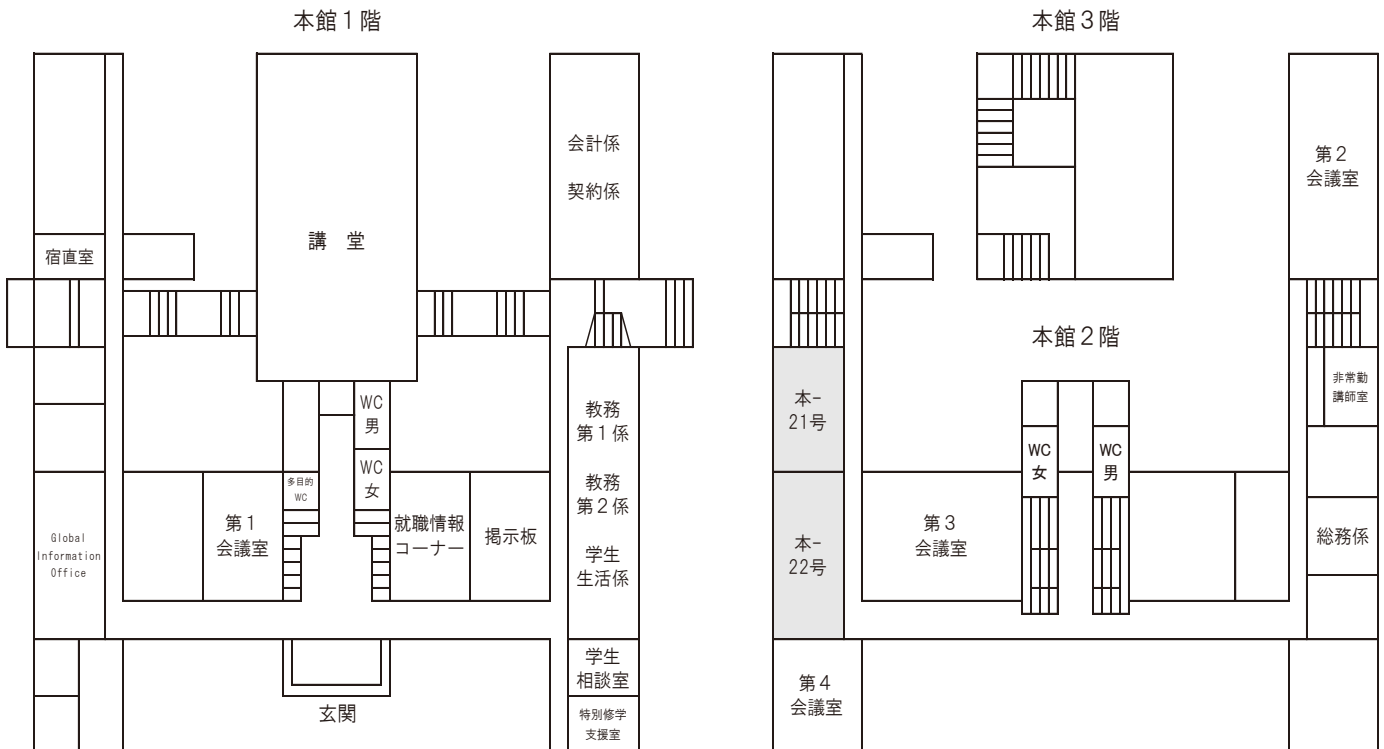 本館１階
会計係
契約係
講　堂
宿直室
WC
男
WC
女
多目的
WC
第１
会議室
就職情報
コーナー
掲示板
教務
第１係
教務
第２係
学生
生活係
Global
Information
Office
学生
相談室
特別修学
支援室
玄関
本館３階
第２
会議室
本館２階
非常勤
講師室
本-
21号
WC
女
WC
男
第３
会議室
本-
22号
総務係
第４
会議室